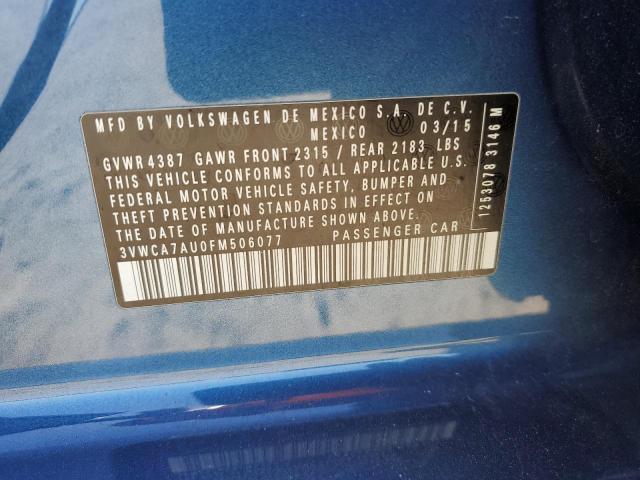 MFD BY VOLKSWAGEN DE MEXICO S.A. DE C.V.
MEXICO 03/15
GVWR 4387 GAWR FRONT 2315 / REAR 2183 LBS
THIS VEHICLE CONFORMS TO ALL APPLICABLE U.S.
FEDERAL MOTOR VEHICLE SAFETY, BUMPER AND
THEFT PREVENTION STANDARDS IN EFFECT ON
THE DATE OF MANUFACTURE SHOWN ABOVE.
3VWCA7AU0FM506077 PASSENGER CAR
1253078 3146 M